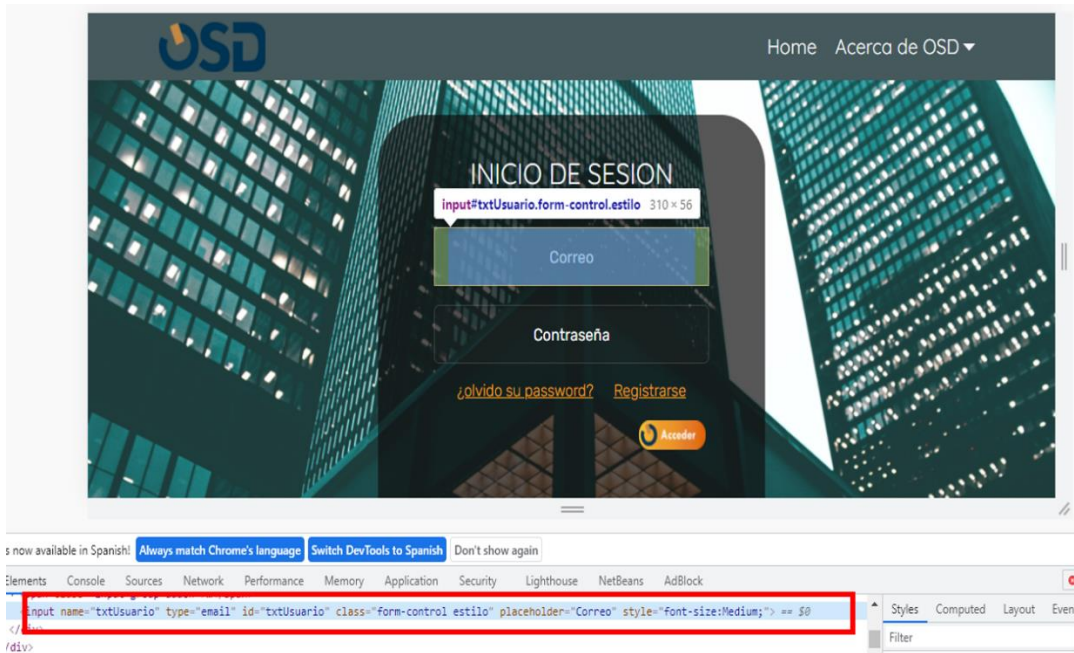 OSD
Home Acerca de OSD
INICIO DE SESION
input#txtUsuario.form-control.estilo 310 × 56
Correo
Contraseña
¿olvido su password? Registrarse
Acceder
s now available in Spanish! Always match Chrome's language Switch DevTools to Spanish Don't show again
Elements Console Sources Network Performance Memory Application Security Lighthouse NetBeans AdBlock
<input name="txtUsuario" type="email" id="txtUsuario" class="form-control estilo" placeholder="Correo" style="font-size:Medium;"> == $0
</div>
/div>
Styles Computed Layout Even
Filter